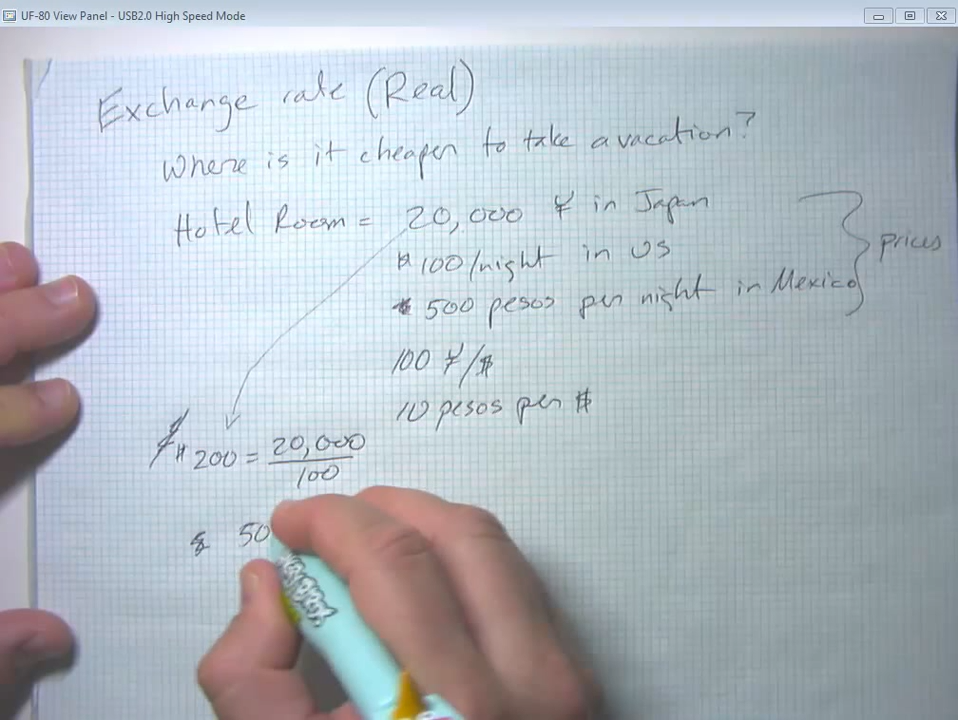 UF-80 View Panel - USB2.0 High Speed Mode
Exchange rate (Real)
Where is it cheaper to take a vacation?
Hotel Room = 20,000 ¥ in Japan
$100/night in US
500 pesos per night in Mexico
prices
100 ¥/$
10 pesos per $
$200 = 20,000
100
$ 50